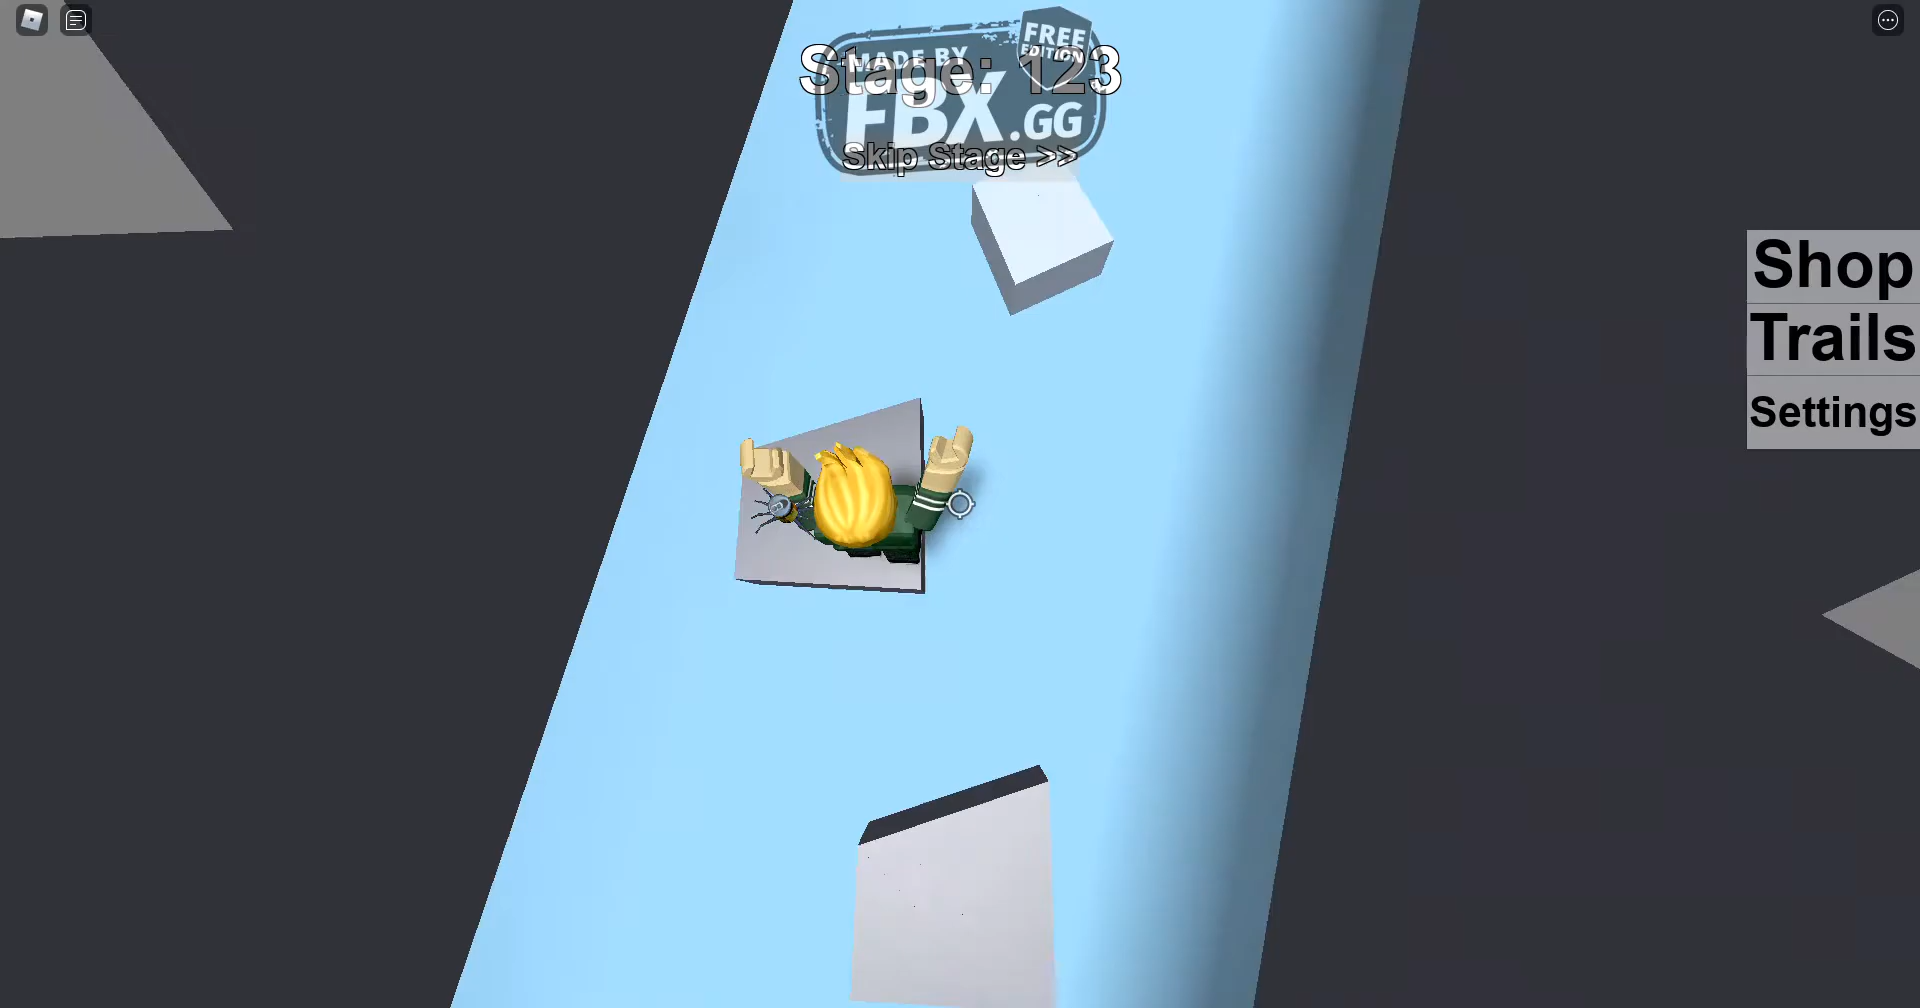 FREE
EDITION
MADE BY
Stage: 123
FBX.GG
Skip Stage >>
Shop
Trails
Settings